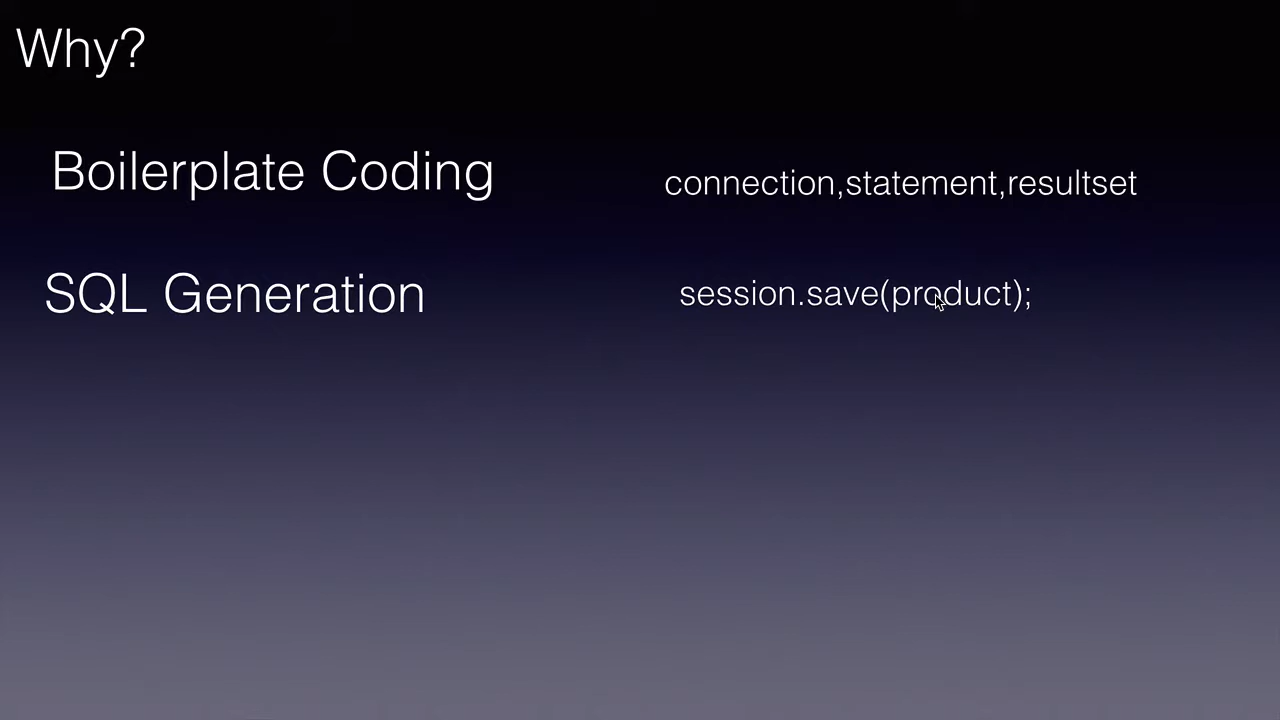 Why?
Boilerplate Coding
connection,statement,resultset
SQL Generation
session.save(product);